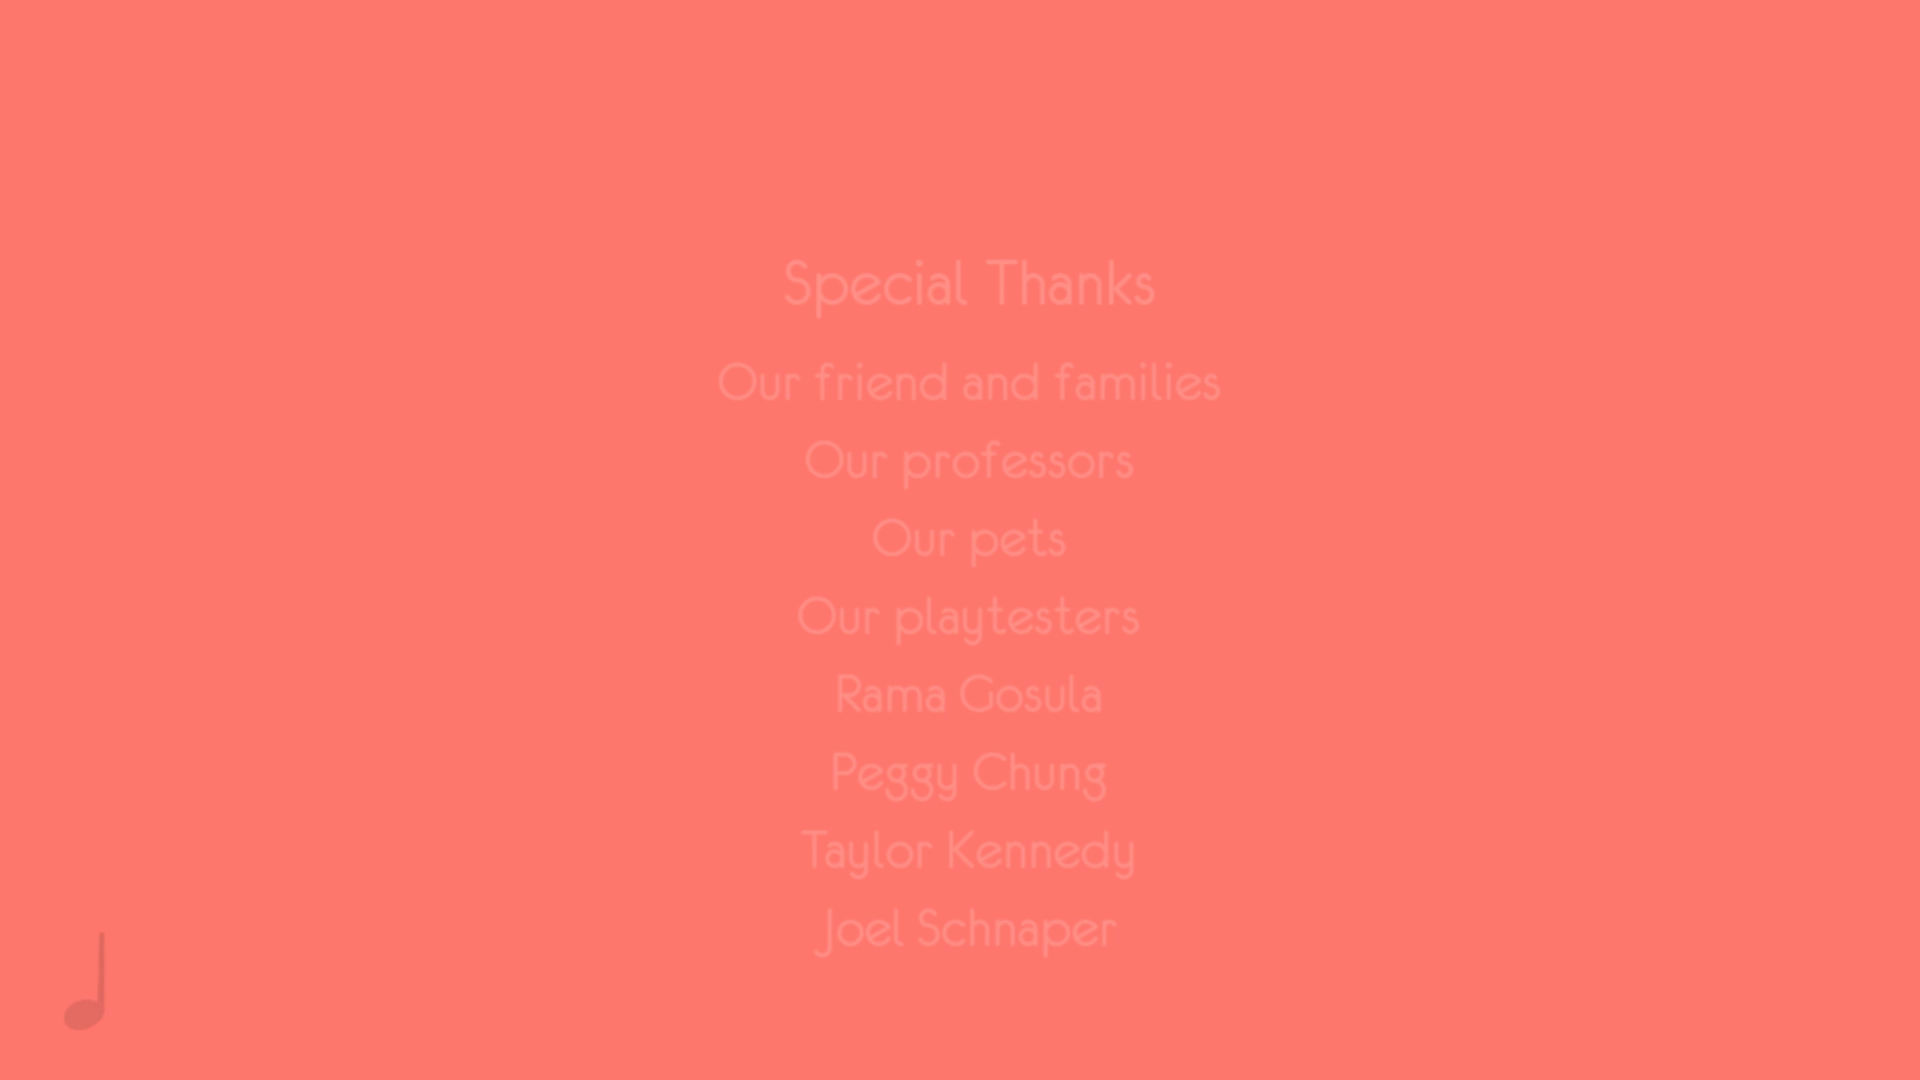 Special Thanks
Our friend and families
Our professors
Our pets
Our playtesters
Rama Gosula
Peggy Chung
Taylor Kennedy
Joel Schnaper